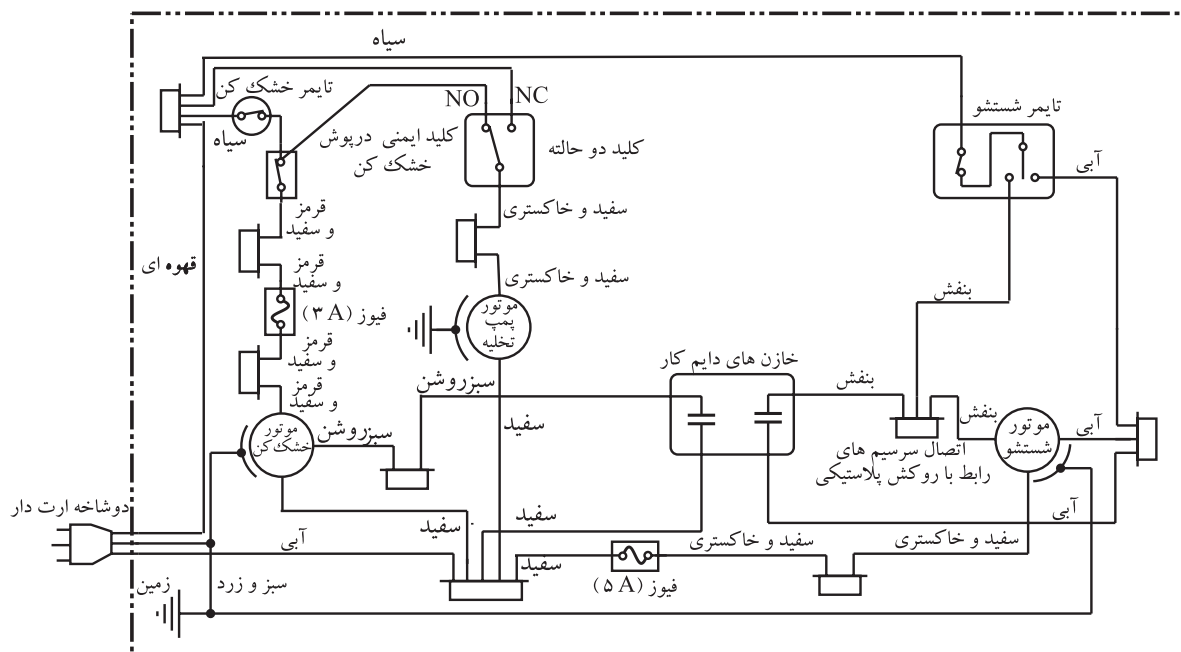 سیاه
تایمر خشک کن
NO
NC
تایمر شستشو
سیاه
کلید ایمنی درپوش
خشک کن
کلید دو حالته
آبی
قرمز
و سفید
سفید و خاکستری
قهوه ای
قرمز
و سفید
سفید و خاکستری
بنفش
فیوز (۳ A)
موتور
پمپ
تخلیه
قرمز
و سفید
خازن های دایم کار
قرمز
و سفید
سبزروشن
بنفش
موتور
خشک کن
سبزروشن
سفید
بنفش
موتور
شستشو
آبی
اتصال سرسیم های
رابط با روکش پلاستیکی
دوشاخه ارت دار
سفید
سفید
آبی
آبی
سفید و خاکستری
سفید و خاکستری
سفید
زمین
سبز و زرد
فیوز (۵ A)